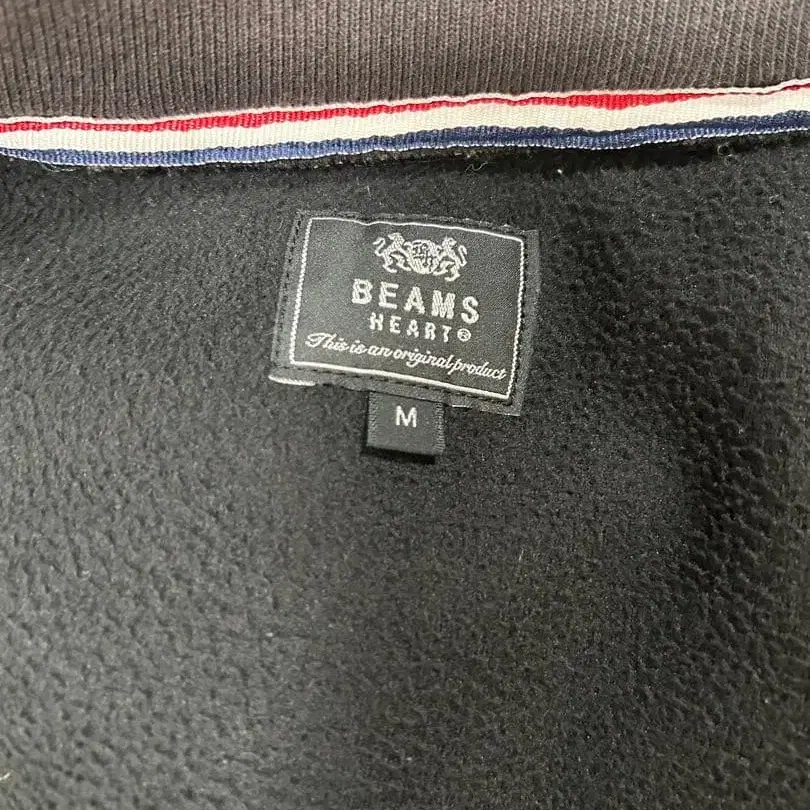 BEAMS
HEART®
This is an original product
M